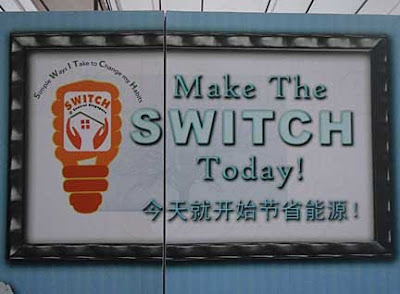 Simple Ways I Take to Change my Habits
SWITCH
Make The
SWITCH
Today!
今天就开始节省能源！